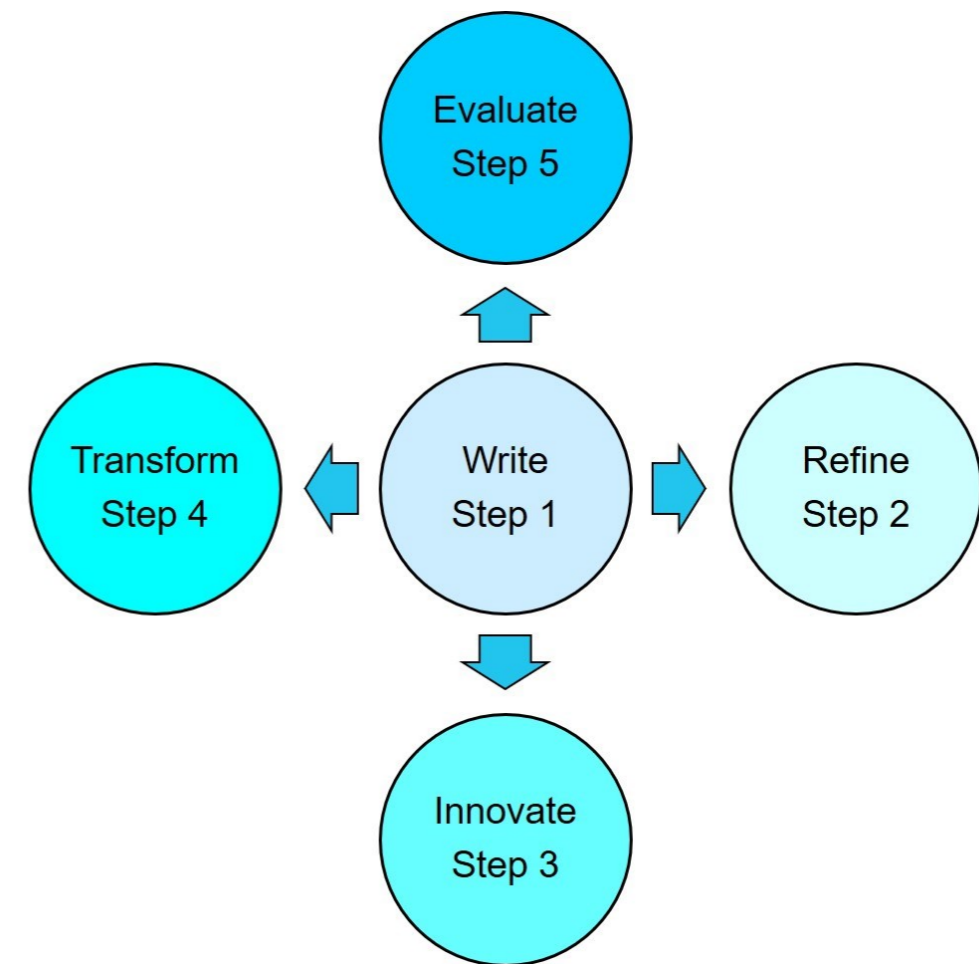 Evaluate
Step 5
Transform
Step 4
Write
Step 1
Refine
Step 2
Innovate
Step 3